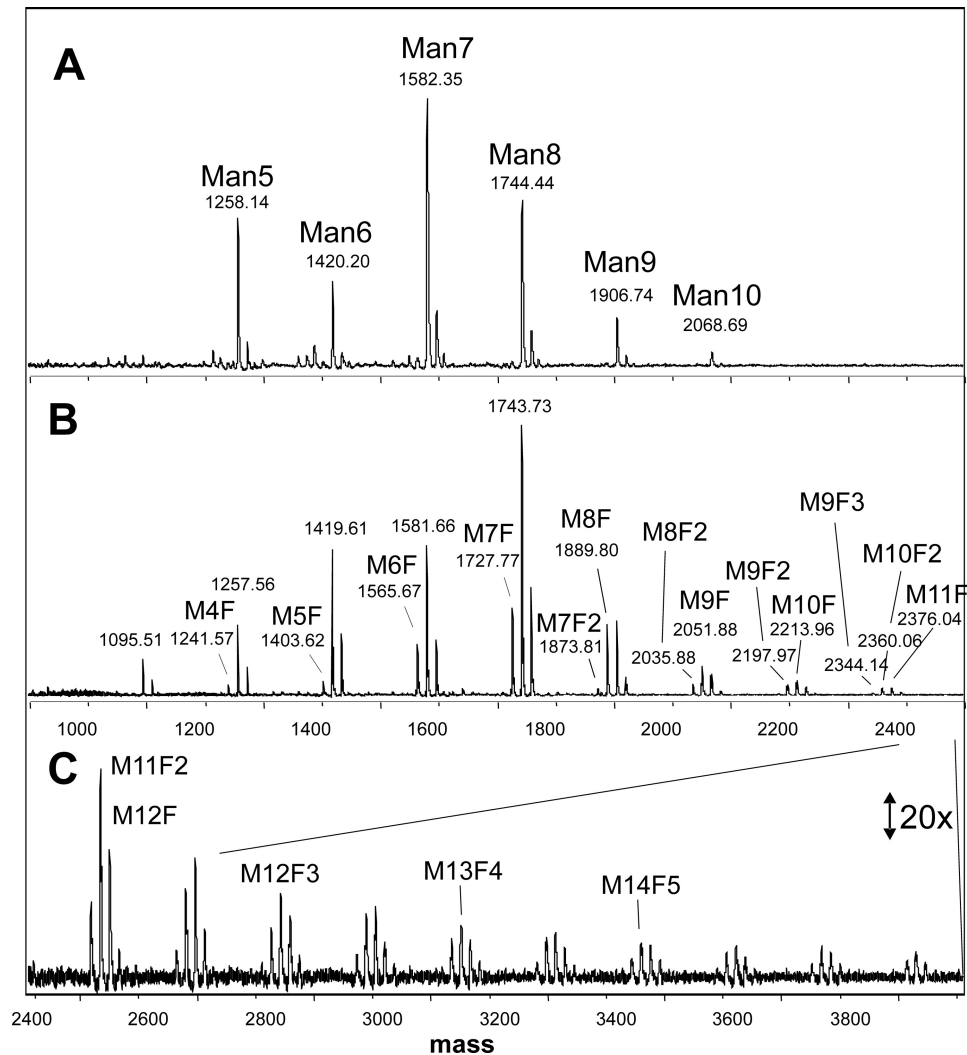 A
Man5
1258.14
Man6
1420.20
Man7
1582.35
Man8
1744.44
Man9
1906.74
Man10
2068.69
B
1095.51
M4F
1241.57
1257.56
M5F
1403.62
1419.61
M6F
1565.67
1581.66
M7F
1727.77
1743.73
M7F2
1873.81
M8F
1889.80
M8F2
2035.88
M9F
2051.88
M9F2
2197.97
M10F
2213.96
M9F3
2344.14
M10F2
2360.06
M11F
2376.04
1000 1200 1400 1600 1800 2000 2200 2400
C
M11F2
M12F
M12F3
M13F4
M14F5
20x
2400 2600 2800 3000 3200 3400 3600 3800
mass